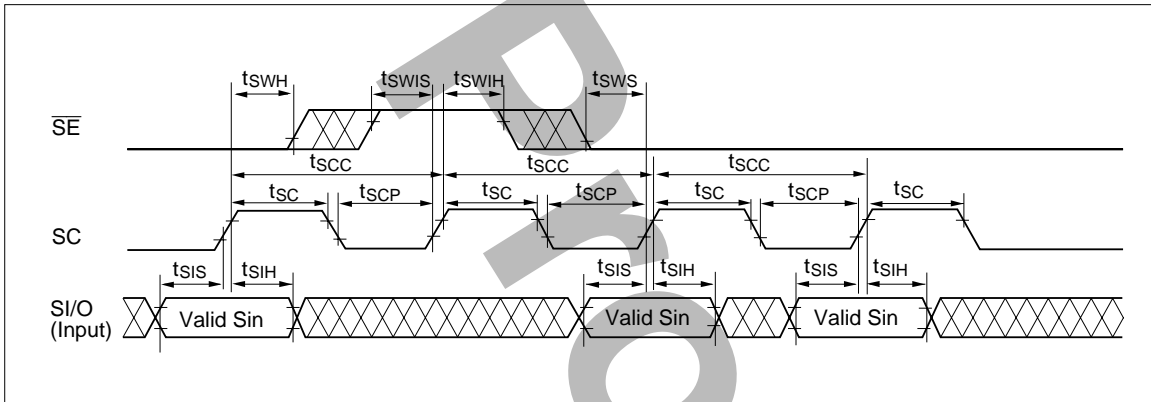 tSWH tSWIS tSWIH tSWS
SE
tSCC tSCC tSCC
tSC tSCP tSC tSCP tSC tSCP tSC
SC
tSIS tSIH tSIS tSIH tSIS tSIH
SI/O
(Input)
Valid Sin Valid Sin Valid Sin
Pro